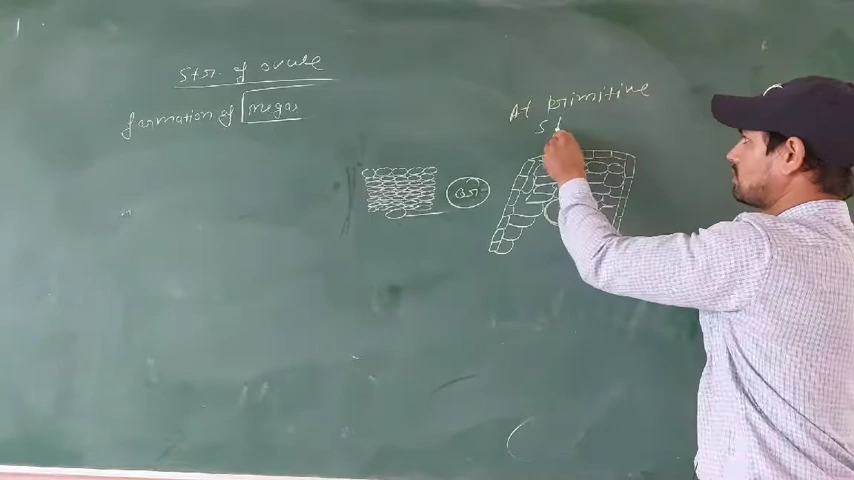 Str. of ovule
formation of megas
At primitive
st